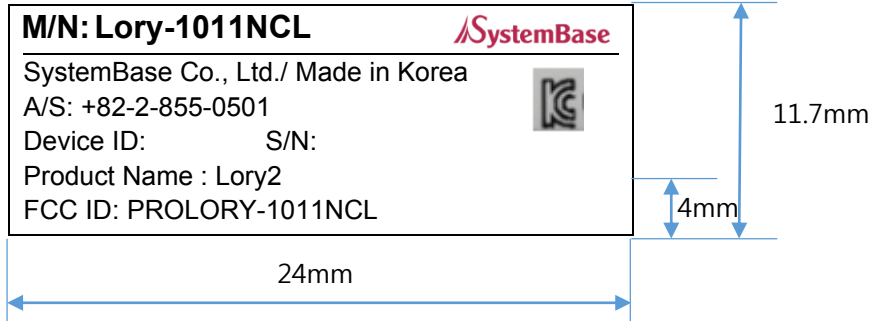 M/N: Lory-1011NCL
SystemBase
SystemBase Co., Ltd./ Made in Korea
A/S: +82-2-855-0501
Device ID: S/N:
Product Name : Lory2
FCC ID: PROLORY-1011NCL
11.7mm
4mm
24mm